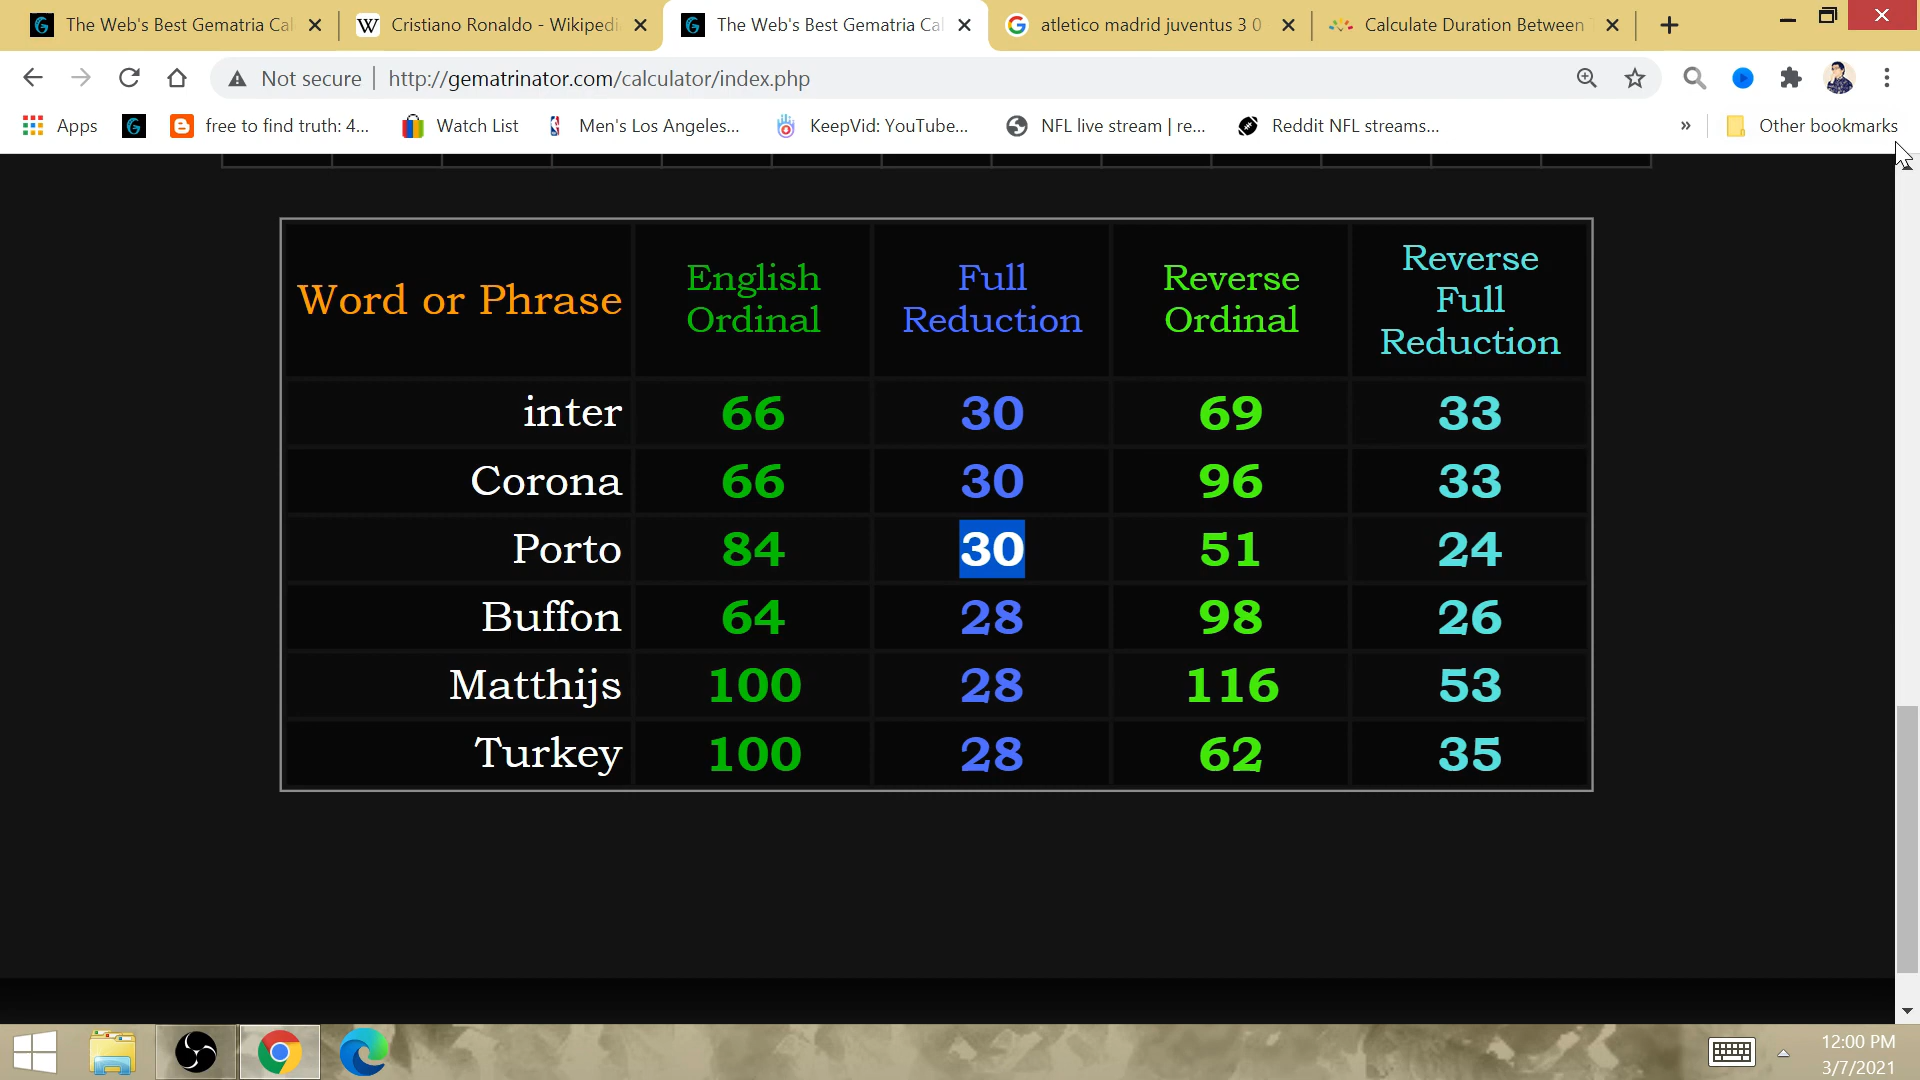 The Web's Best Gematria Cal
Cristiano Ronaldo - Wikipedi
The Web's Best Gematria Cal
atletico madrid juventus 3 0
Calculate Duration Between T
Not secure
http://gematrinator.com/calculator/index.php
Apps
free to find truth: 4...
Watch List
Men's Los Angeles...
KeepVid: YouTube...
NFL live stream | re...
Reddit NFL streams...
»
Other bookmarks
Word or Phrase English Ordinal Full Reduction Reverse Ordinal Reverse Full Reduction
inter 66 30 69 33
Corona 66 30 96 33
Porto 84 30 51 24
Buffon 64 28 98 26
Matthijs 100 28 116 53
Turkey 100 28 62 35
12:00 PM
3/7/2021